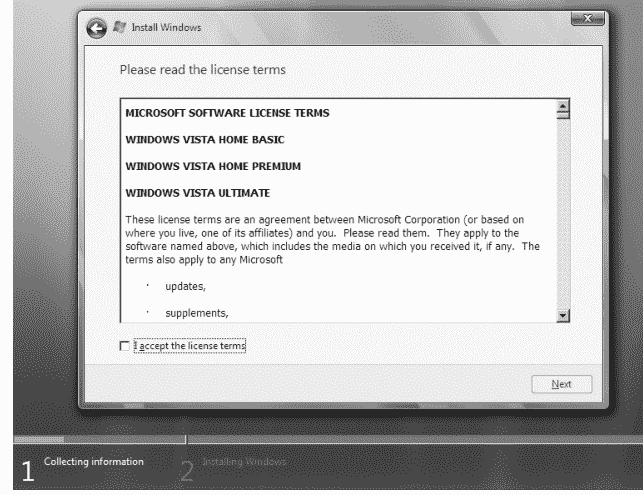 Install Windows
Please read the license terms
MICROSOFT SOFTWARE LICENSE TERMS
WINDOWS VISTA HOME BASIC
WINDOWS VISTA HOME PREMIUM
WINDOWS VISTA ULTIMATE
These license terms are an agreement between Microsoft Corporation (or based on
where you live, one of its affiliates) and you. Please read them. They apply to the
software named above, which includes the media on which you received it, if any. The
terms also apply to any Microsoft
· updates,
· supplements,
I accept the license terms
Next
1 Collecting information 2 Installing Windows